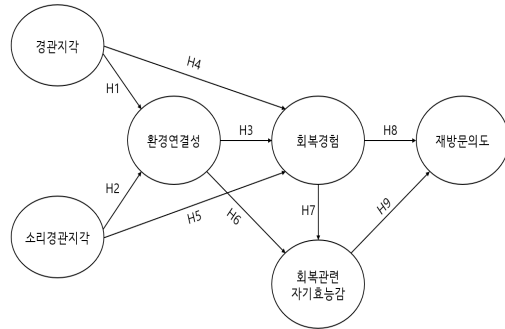 경관지각
H4
H1
환경연결성
H3
회복경험
H8
재방문의도
H2
소리경관지각
H5
H6
H7
H9
회복관련
자기효능감